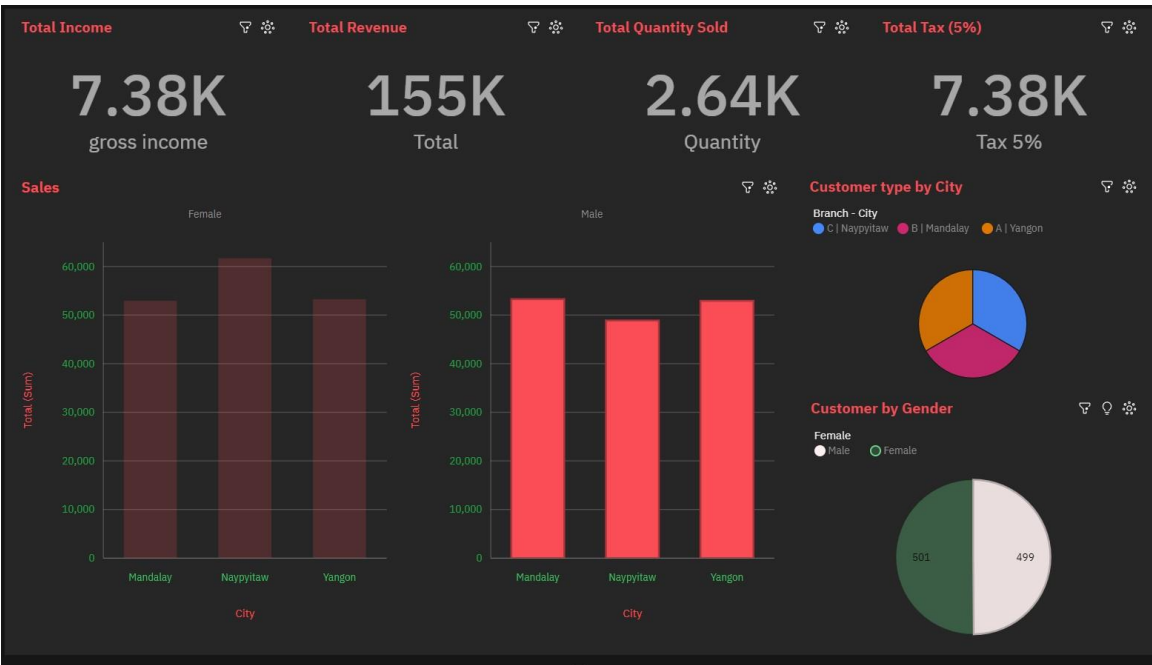 Total Income
Total Revenue
Total Quantity Sold
Total Tax (5%)
7.38K
155K
2.64K
7.38K
gross income
Total
Quantity
Tax 5%
Sales
Female
Male
60,000
50,000
40,000
30,000
20,000
10,000
0
Total (Sum)
Mandalay
Naypyitaw
Yangon
City
60,000
50,000
40,000
30,000
20,000
10,000
0
Total (Sum)
Mandalay
Naypyitaw
Yangon
City
Customer type by City
Branch - City
C | Naypyitaw
B | Mandalay
A | Yangon
Customer by Gender
Female
Male
Female
501
499